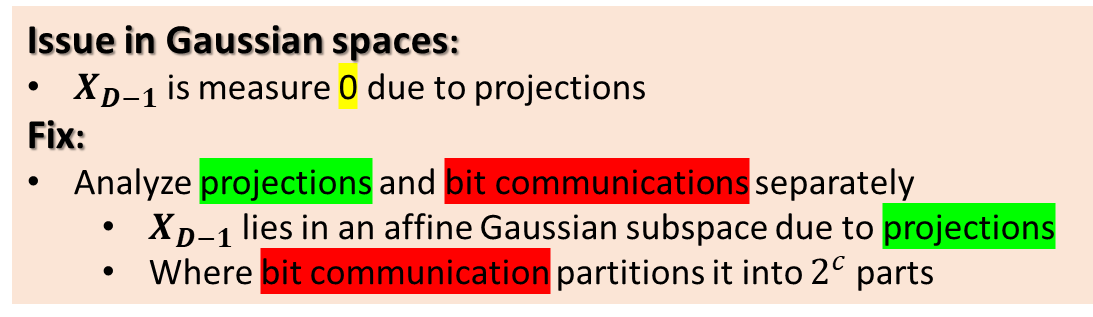 Issue in Gaussian spaces:
• X_{D−1} is measure 0 due to projections
Fix:
• Analyze projections and bit communications separately
• X_{D−1} lies in an affine Gaussian subspace due to projections
• Where bit communication partitions it into 2^c parts